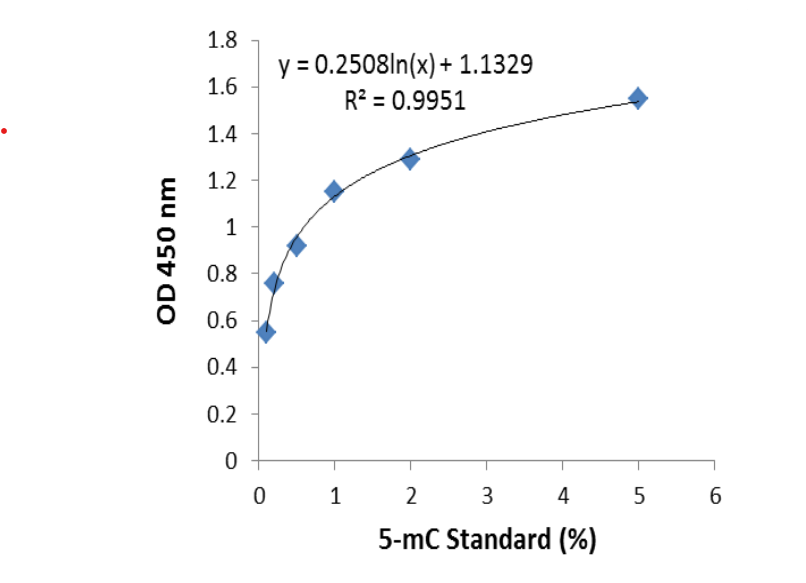 y = 0.2508ln(x) + 1.1329
R² = 0.9951
1.8
1.6
1.4
1.2
1
0.8
0.6
0.4
0.2
0
OD 450 nm
0 1 2 3 4 5 6
5-mC Standard (%)